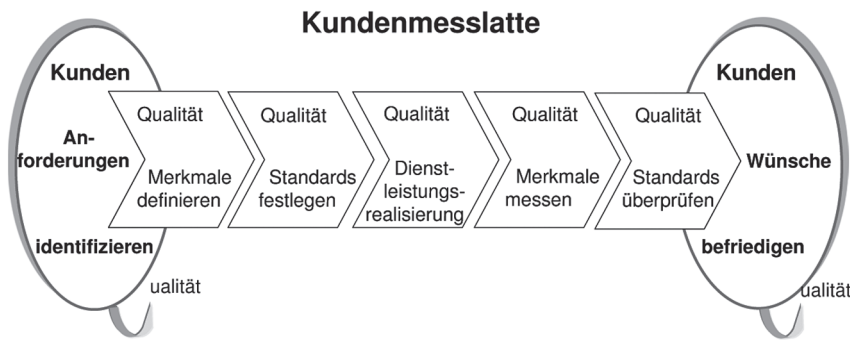 Kundenmesslatte
Kunden
An-
forderungen
identifizieren
ualität
Qualität
Merkmale
definieren
Qualität
Standards
festlegen
Qualität
Dienst-
leistungs-
realisierung
Qualität
Merkmale
messen
Qualität
Standards
überprüfen
Kunden
Wünsche
befriedigen
ualität